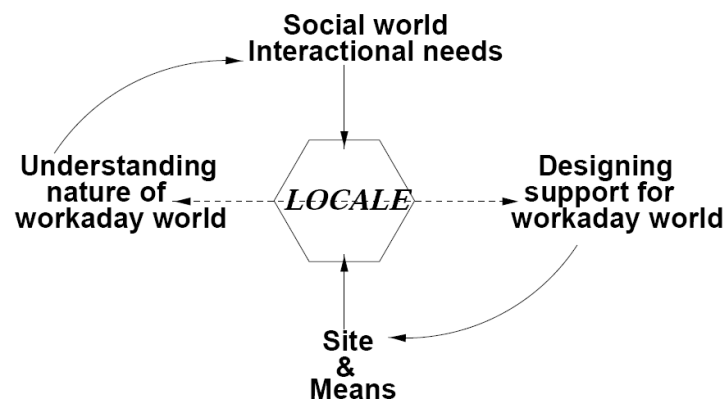 Social world
Interactional needs
Understanding
nature of
workaday world
LOCALE
Designing
support for
workaday world
Site
&
Means